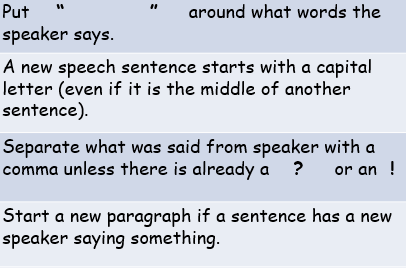 Put “ ” around what words the
speaker says.
A new speech sentence starts with a capital
letter (even if it is the middle of another
sentence).
Separate what was said from speaker with a
comma unless there is already a ? or an !
Start a new paragraph if a sentence has a new
speaker saying something.